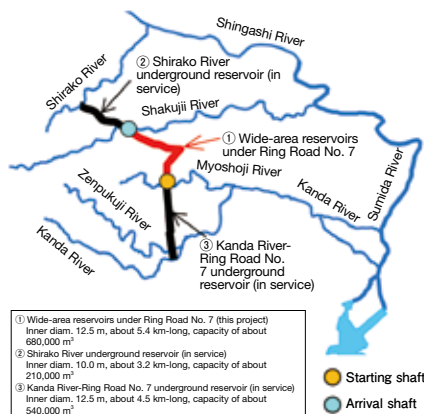 Shingashi River
② Shirako River
underground reservoir (in
service)
Shirako River
Shakujii River
① Wide-area reservoirs
under Ring Road No. 7
Myoshoji River
Zenpukuji River
Kanda River
Sumida River
Kanda River
③ Kanda River-
Ring Road No.
7 underground
reservoir (in service)
① Wide-area reservoirs under Ring Road No. 7 (this project)
Inner diam. 12.5 m, about 5.4 km-long, capacity of about
680,000 m³
② Shirako River underground reservoir (in service)
Inner diam. 10.0 m, about 3.2 km-long, capacity of about
210,000 m³
③ Kanda River-Ring Road No. 7 underground reservoir (in service)
Inner diam. 12.5 m, about 4.5 km-long, capacity of about
540,000 m³
Starting shaft
Arrival shaft